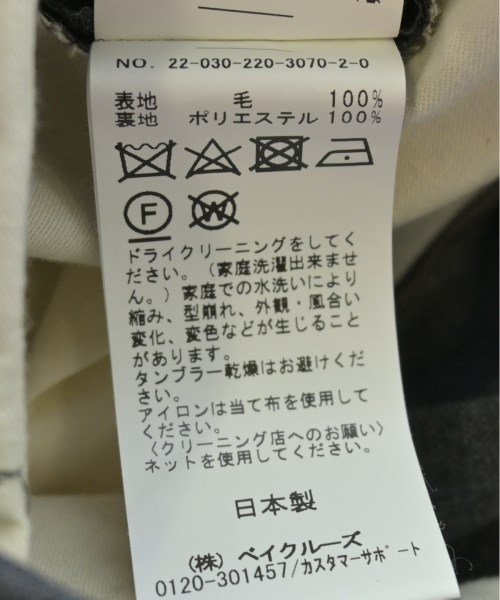 NO. 22-030-220-3070-2-0
表地 毛 100%
裏地 ポリエステル 100%
F W
ドライクリーニングをしてく
ださい。(家庭洗濯出来ませ
ん。)家庭での水洗いにより
縮み、型崩れ、外観・風合い
変化、変色などが生じること
があります。
タンブラー乾燥はお避けくだ
さい。
アイロンは当て布を使用して
ください。
〈クリーニング店へのお願い〉
ネットを使用してください。
日本製
(株) ベイクルーズ
0120-301457/カスタマーサポート